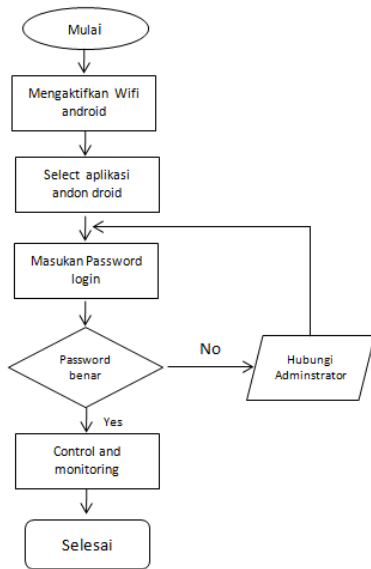 Mulai
Mengaktifkan Wifi
android
Select aplikasi
andon droid
Masukan Password
login
Password
benar
No
Hubungi
Adminstrator
Yes
Control and
monitoring
Selesai